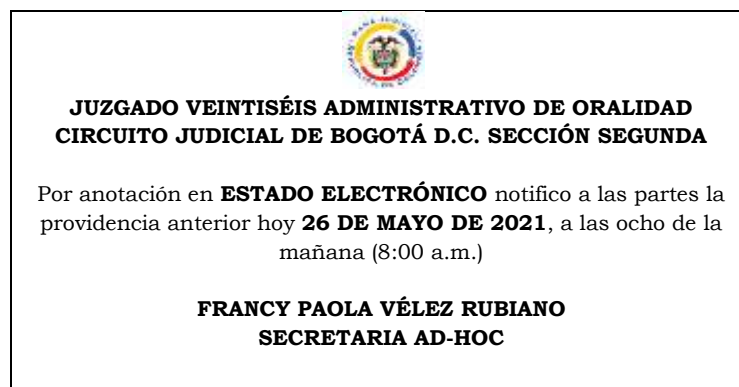 JUZGADO VEINTISÉIS ADMINISTRATIVO DE ORALIDAD
CIRCUITO JUDICIAL DE BOGOTÁ D.C. SECCIÓN SEGUNDA
Por anotación en ESTADO ELECTRÓNICO notifico a las partes la
providencia anterior hoy 26 DE MAYO DE 2021, a las ocho de la
mañana (8:00 a.m.)
FRANCY PAOLA VÉLEZ RUBIANO
SECRETARIA AD-HOC